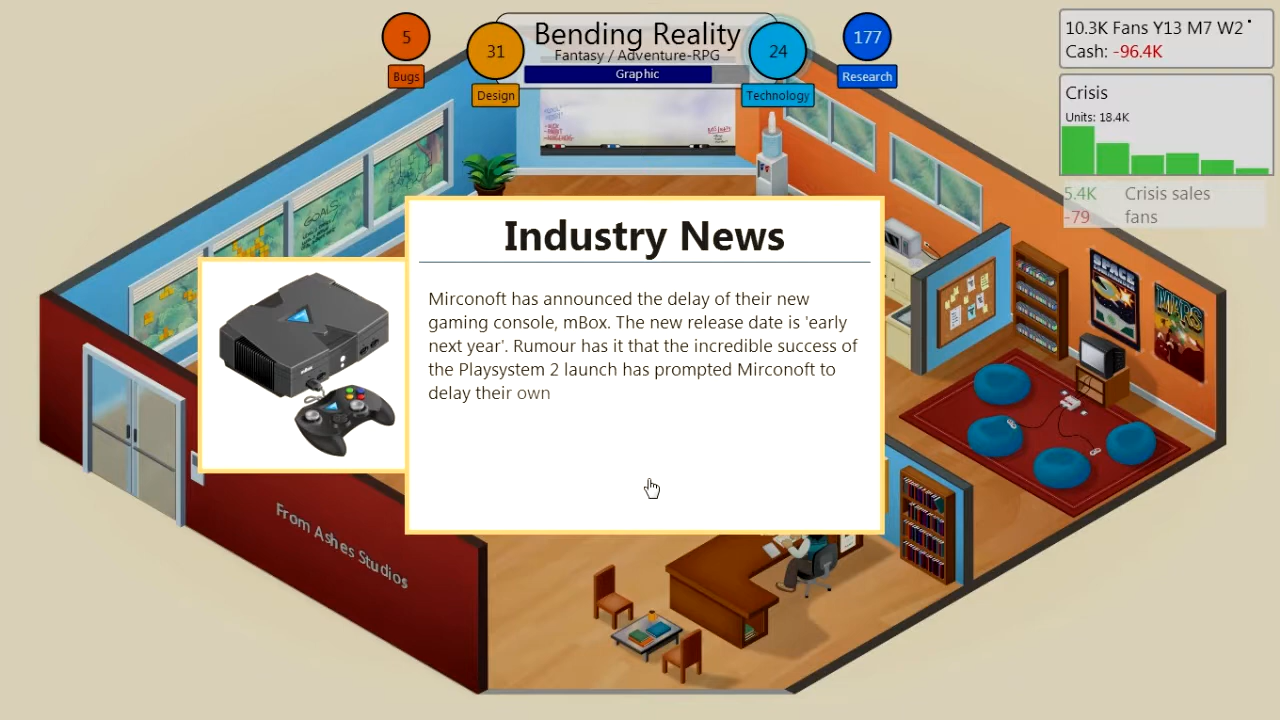 5
Bugs
31
Design
Bending Reality
Fantasy / Adventure-RPG
Graphic
24
Technology
177
Research
10.3K Fans Y13 M7 W2
Cash: -96.4K
Crisis
Units: 18.4K
5.4K Crisis sales
-79 fans
GOALS
SPACE
MARS
Industry News
Mirconoft has announced the delay of their new
gaming console, mBox. The new release date is 'early
next year'. Rumour has it that the incredible success of
the Playsystem 2 launch has prompted Mirconoft to
delay their own
mBox
From Ashes Studios